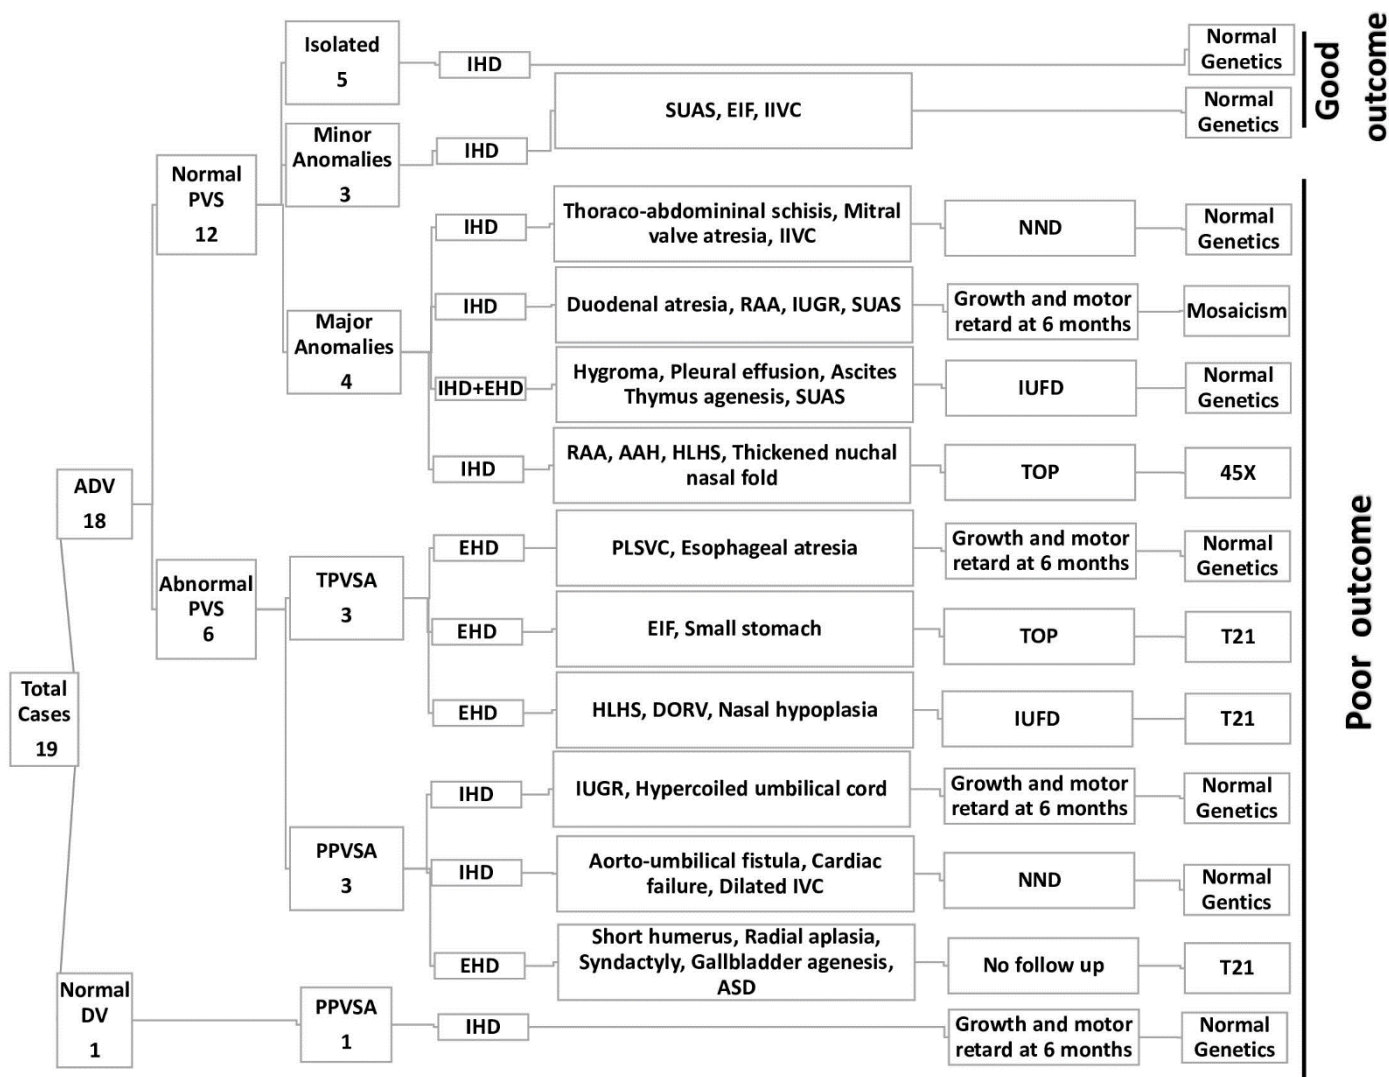 Isolated
5
IHD
Normal
Genetics
Good
outcome
Minor
Anomalies
3
IHD
SUAS, EIF, IIVC
Normal
Genetics
Normal
PVS
12
IHD
Thoraco-abdomininal schisis, Mitral
valve atresia, IIVC
NND
Normal
Genetics
IHD
Duodenal atresia, RAA, IUGR, SUAS
Growth and motor
retard at 6 months
Mosaicism
Major
Anomalies
4
IHD+EHD
Hygroma, Pleural effusion, Ascites
Thymus agenesis, SUAS
IUFD
Normal
Genetics
IHD
RAA, AAH, HLHS, Thickened nuchal
nasal fold
TOP
45X
ADV
18
EHD
PLSVC, Esophageal atresia
Growth and motor
retard at 6 months
Normal
Genetics
Abnormal
PVS
6
TPVSA
3
EHD
EIF, Small stomach
TOP
T21
Poor outcome
Total
Cases
19
EHD
HLHS, DORV, Nasal hypoplasia
IUFD
T21
IHD
IUGR, Hypercoiled umbilical cord
Growth and motor
retard at 6 months
Normal
Genetics
PPVSA
3
IHD
Aorto-umbilical fistula, Cardiac
failure, Dilated IVC
NND
Normal
Gentics
EHD
Short humerus, Radial aplasia,
Syndactyly, Gallbladder agenesis,
ASD
No follow up
T21
Normal
DV
1
PPVSA
1
IHD
Growth and motor
retard at 6 months
Normal
Genetics